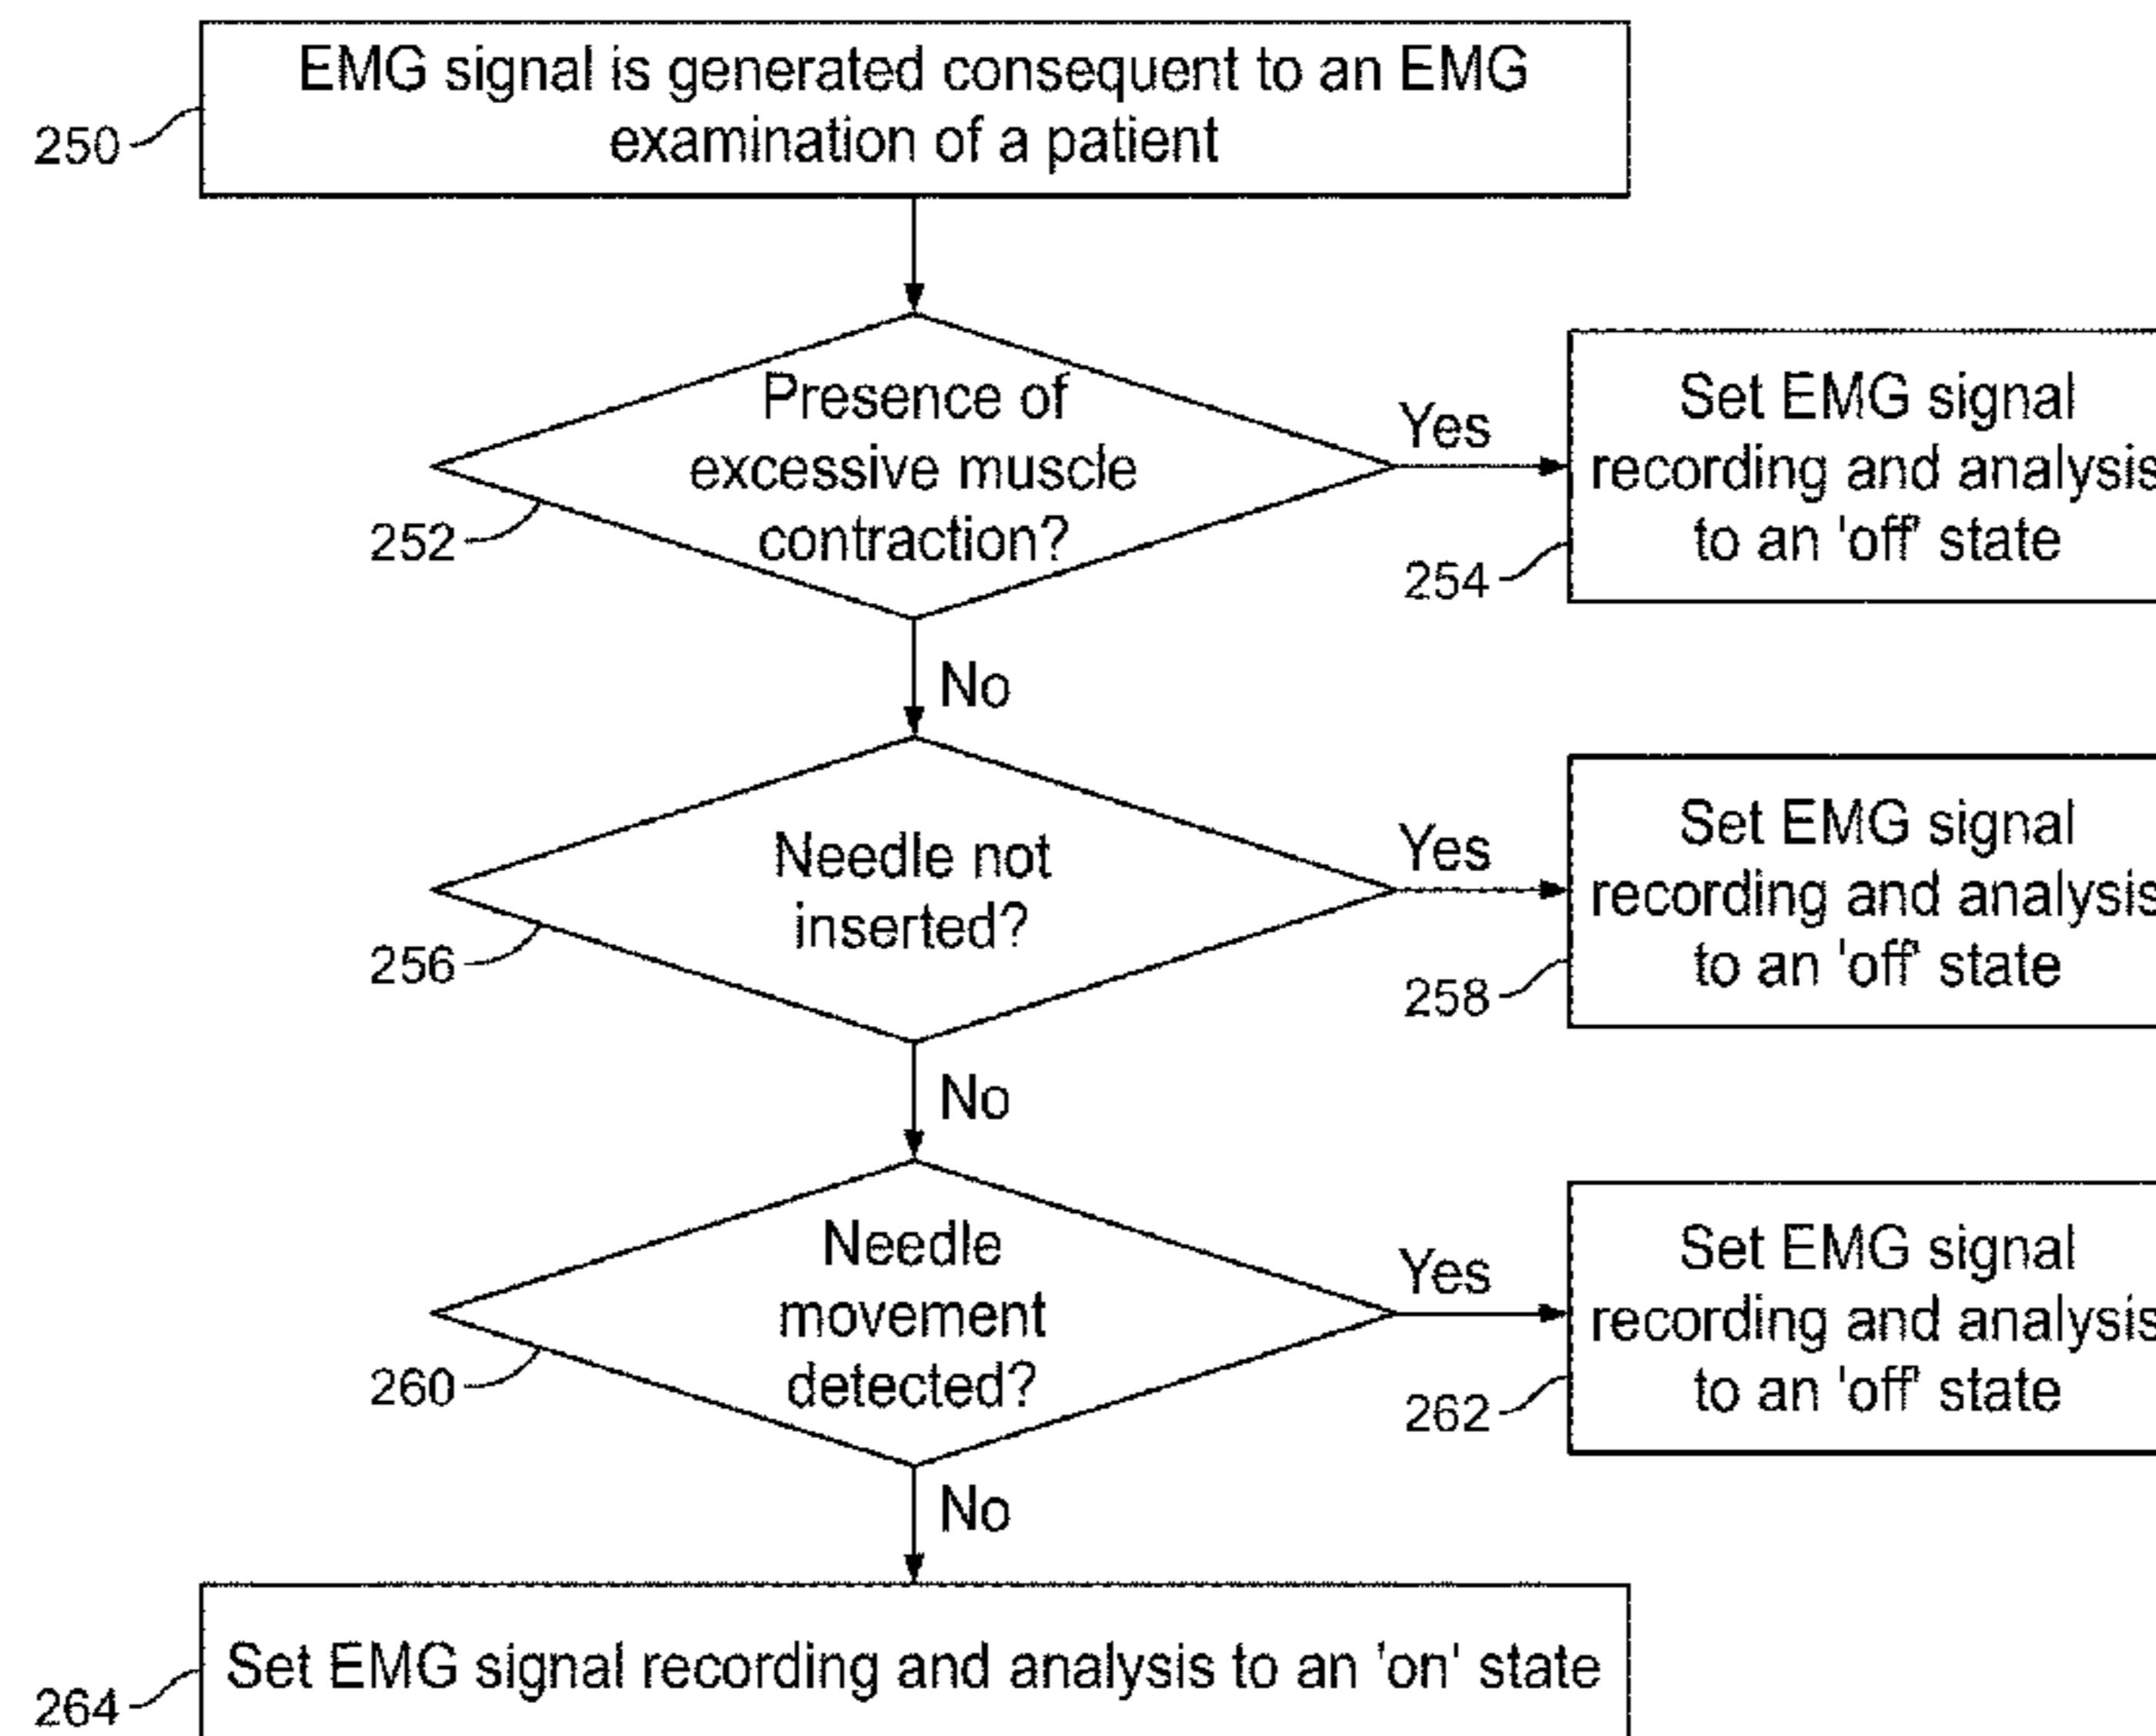 EMG signal is generated consequent to an EMG
examination of a patient
250
Presence of
excessive muscle
contraction?
252
Yes
Set EMG signal
recording and analysis
to an 'off' state
254
No
Needle not
inserted?
256
Yes
Set EMG signal
recording and analysis
to an 'off' state
258
No
Needle
movement
detected?
260
Yes
Set EMG signal
recording and analysis
to an 'off' state
262
No
Set EMG signal recording and analysis to an 'on' state
264